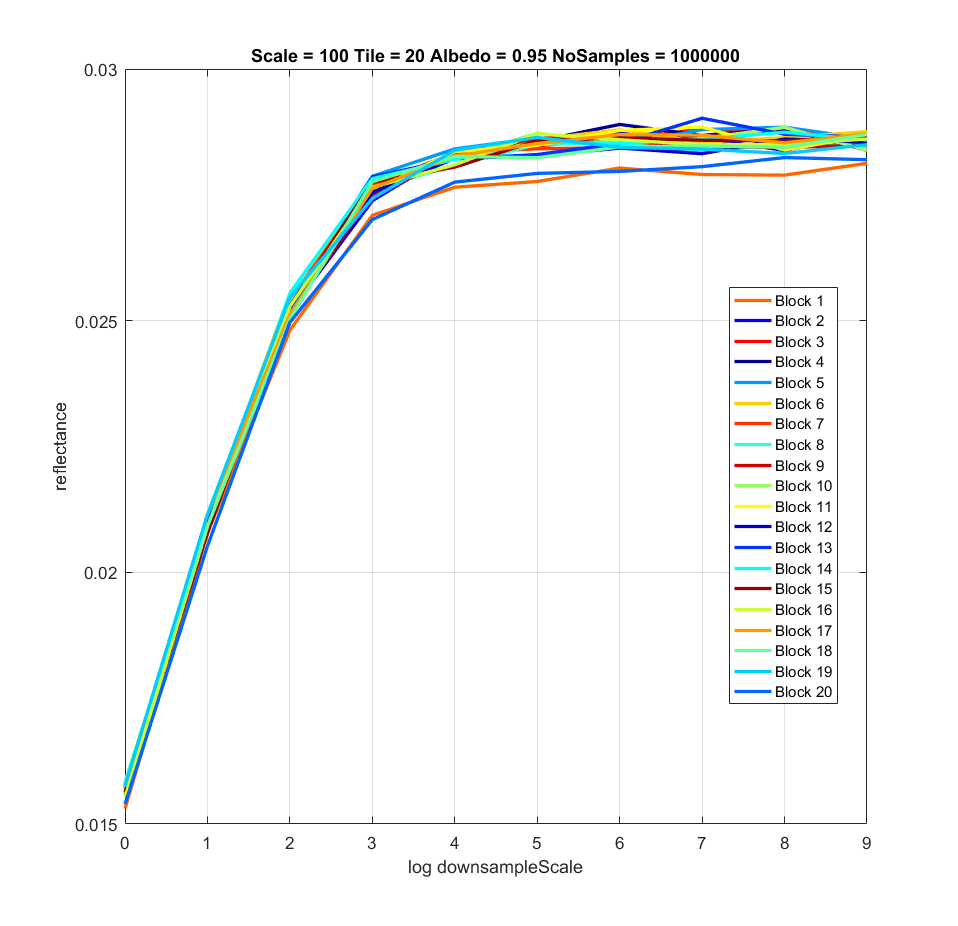 Scale = 100 Tile = 20 Albedo = 0.95 NoSamples = 1000000
0.03
0.025
0.02
0.015
reflectance
0
1
2
3
4
5
6
7
8
9
log downsampleScale
Block 1
Block 2
Block 3
Block 4
Block 5
Block 6
Block 7
Block 8
Block 9
Block 10
Block 11
Block 12
Block 13
Block 14
Block 15
Block 16
Block 17
Block 18
Block 19
Block 20